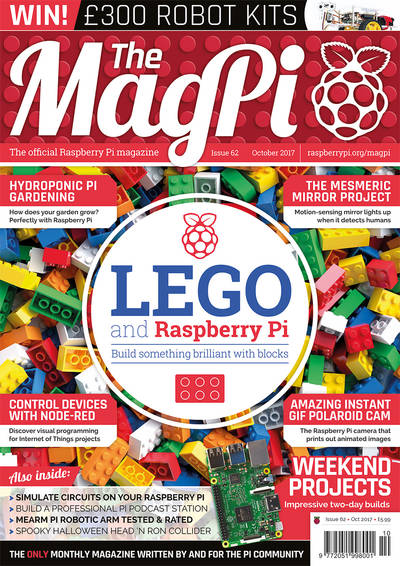 WIN! £300 ROBOT KITS
The
MagPi
The official Raspberry Pi magazine
Issue 62
October 2017
raspberrypi.org/magpi
HYDROPONIC PI
GARDENING
How does your garden grow?
Perfectly with Raspberry Pi
THE MESMERIC
MIRROR PROJECT
Motion-sensing mirror lights up
when it detects humans
LEGO
and Raspberry Pi
Build something brilliant with blocks
CONTROL DEVICES
WITH NODE-RED
Discover visual programming
for Internet of Things projects
AMAZING INSTANT
GIF POLAROID CAM
The Raspberry Pi camera that
prints out animated images
Also inside:
> SIMULATE CIRCUITS ON YOUR RASPBERRY PI
> BUILD A PROFESSIONAL PI PODCAST STATION
> MEARM PI ROBOTIC ARM TESTED & RATED
> SPOOKY HALLOWEEN HEAD 'N RON COLLIDER
WEEKEND
PROJECTS
Impressive two-day builds
Issue 62 • Oct 2017 • £5.99
THE ONLY MONTHLY MAGAZINE WRITTEN BY AND FOR THE PI COMMUNITY
10
9 772051 998001